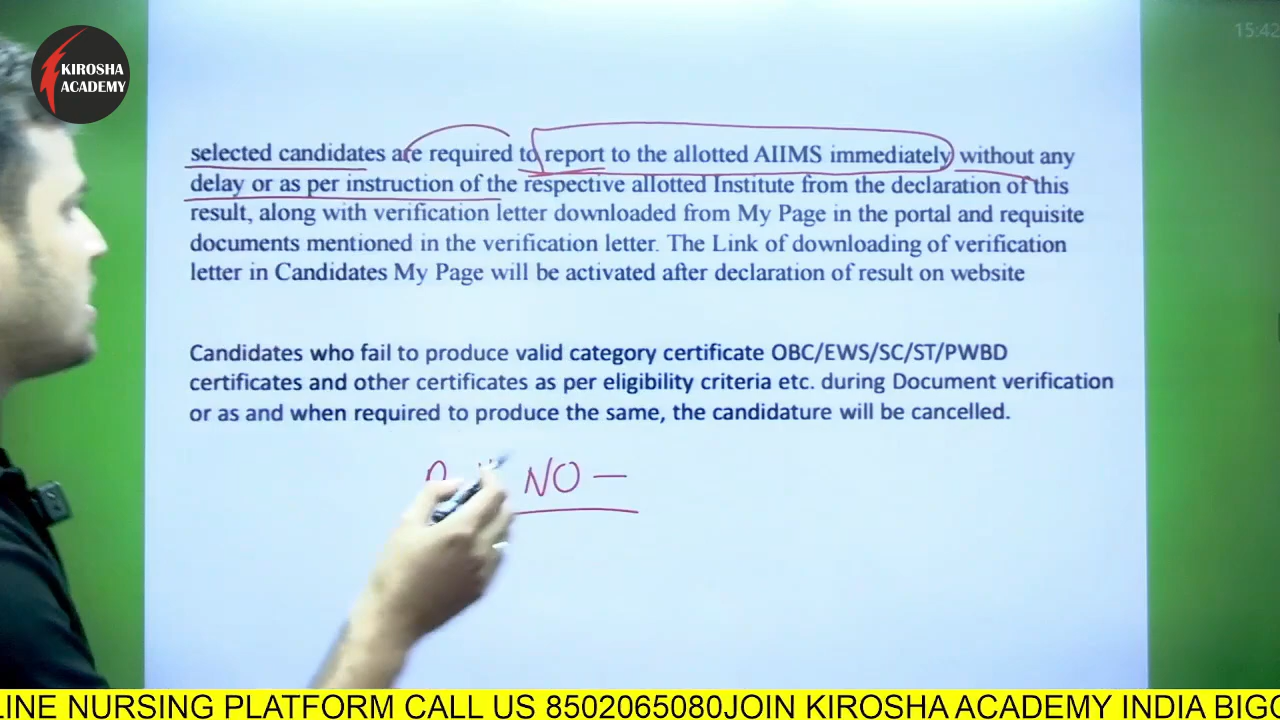 KIROSHA
ACADEMY
15:42
selected candidates are required to report to the allotted AIIMS immediately without any
delay or as per instruction of the respective allotted Institute from the declaration of this
result, along with verification letter downloaded from My Page in the portal and requisite
documents mentioned in the verification letter. The Link of downloading of verification
letter in Candidates My Page will be activated after declaration of result on website
Candidates who fail to produce valid category certificate OBC/EWS/SC/ST/PWBD
certificates and other certificates as per eligibility criteria etc. during Document verification
or as and when required to produce the same, the candidature will be cancelled.
NO —
LINE NURSING PLATFORM CALL US 8502065080JOIN KIROSHA ACADEMY INDIA BIGG